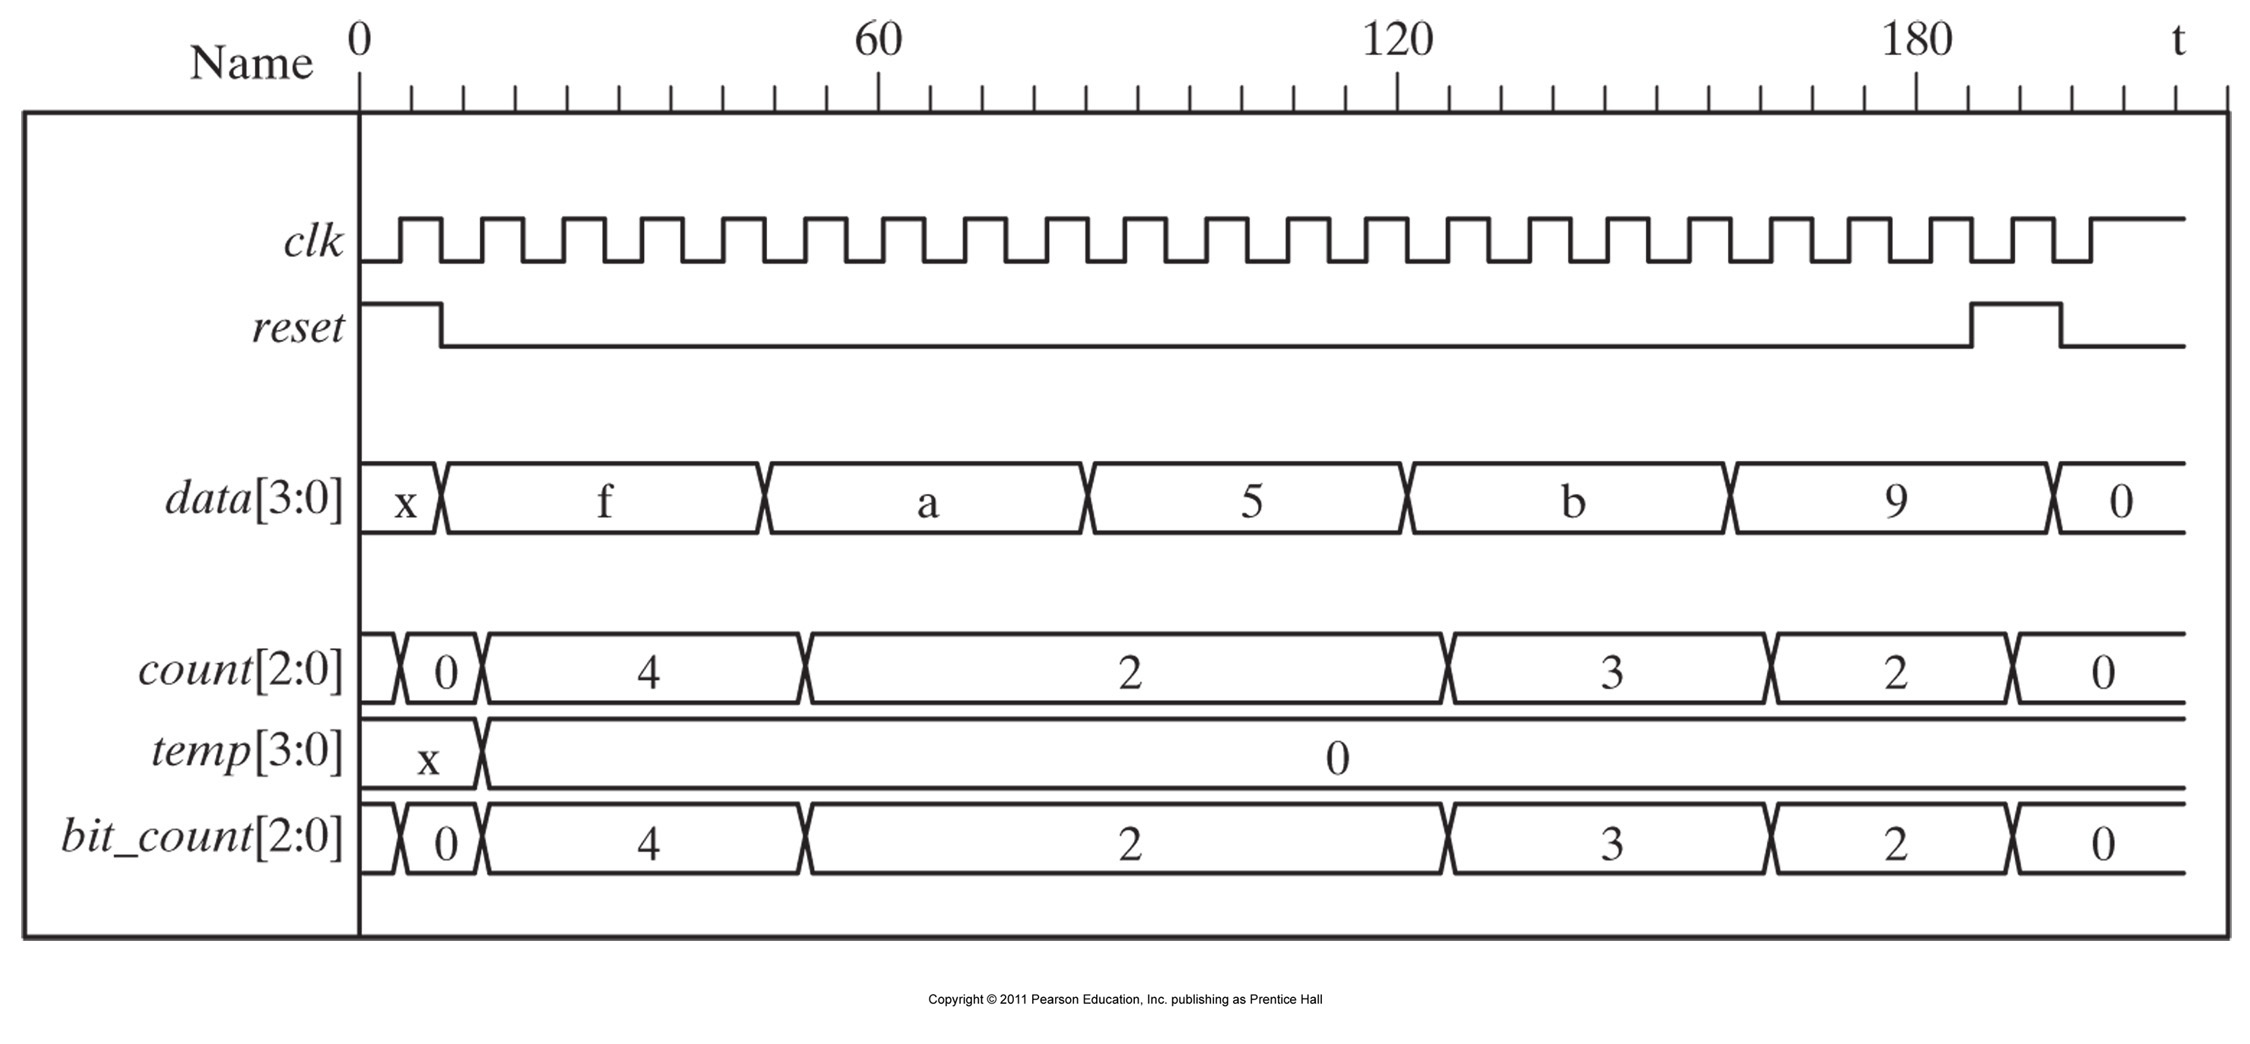 Name 0 60 120 180 t
clk
reset
data[3:0] x f a 5 b 9 0
count[2:0] 0 4 2 3 2 0
temp[3:0] x 0
bit_count[2:0] 0 4 2 3 2 0
Copyright © 2011 Pearson Education, Inc. publishing as Prentice Hall